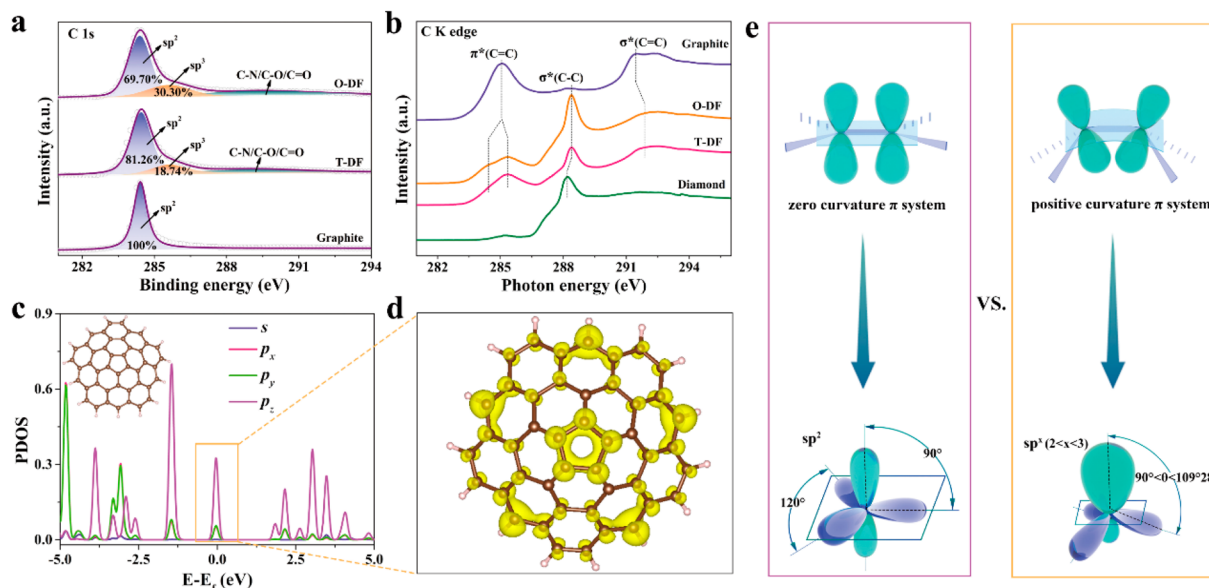 a
C 1s
sp2
sp3
69.70%
30.30%
C-N/C-O/C=O
O-DF
sp2
sp3
81.26%
18.74%
C-N/C-O/C=O
T-DF
sp2
100%
Graphite
Intensity (a.u.)
282 285 288 291 294
Binding energy (eV)
b
C K edge
π*(C=C)
σ*(C-C)
σ*(C=C)
Graphite
O-DF
T-DF
Diamond
Intensity (a.u.)
282 285 288 291 294
Photon energy (eV)
c
0.9
0.6
0.3
0.0
PDOS
s
px
py
pz
-5.0 -2.5 0.0 2.5 5.0
E-Ef (eV)
d
e
zero curvature π system
VS.
positive curvature π system
sp2
90°
120°
spx (2<x<3)
90°<θ<109°28